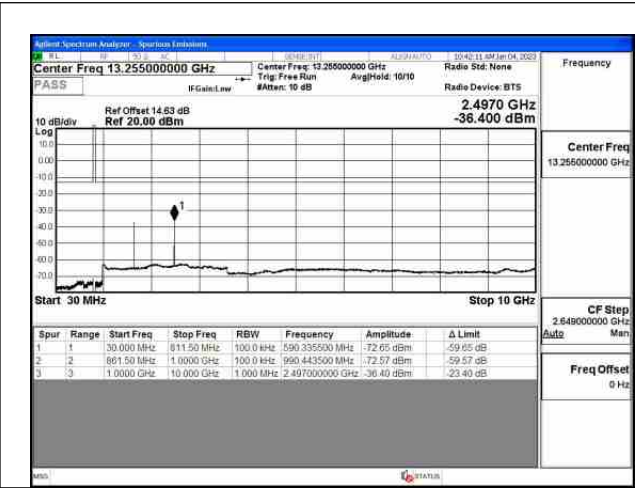 Agilent Spectrum Analyzer - Spurious Emissions
RL RF 50 Ω AC SENSE:INT ALIGN AUTO 10:42:11 AM Jan 04, 2023
Center Freq 13.255000000 GHz
Center Freq: 13.255000000 GHz
Radio Std: None
Frequency
PASS
Trig: Free Run
Avg|Hold: 10/10
IFGain:Low
#Atten: 10 dB
Radio Device: BTS
Ref Offset 14.63 dB
2.4970 GHz
10 dB/div
Ref 20.00 dBm
-36.400 dBm
Log
10.0
0.00
-10.0
-20.0
-30.0
-40.0
-50.0
-60.0
-70.0
1
Start 30 MHz
Stop 10 GHz
Center Freq
13.255000000 GHz
CF Step
2.649000000 GHz
Auto Man
Freq Offset
0 Hz
Spur Range Start Freq Stop Freq RBW Frequency Amplitude Δ Limit
1 1 30.000 MHz 811.50 MHz 100.0 kHz 590.335500 MHz -72.65 dBm -59.65 dB
2 2 861.50 MHz 1.0000 GHz 100.0 kHz 990.443500 MHz -72.57 dBm -59.57 dB
3 3 1.0000 GHz 10.000 GHz 1.000 MHz 2.497000000 GHz -36.40 dBm -23.40 dB
MSG
STATUS